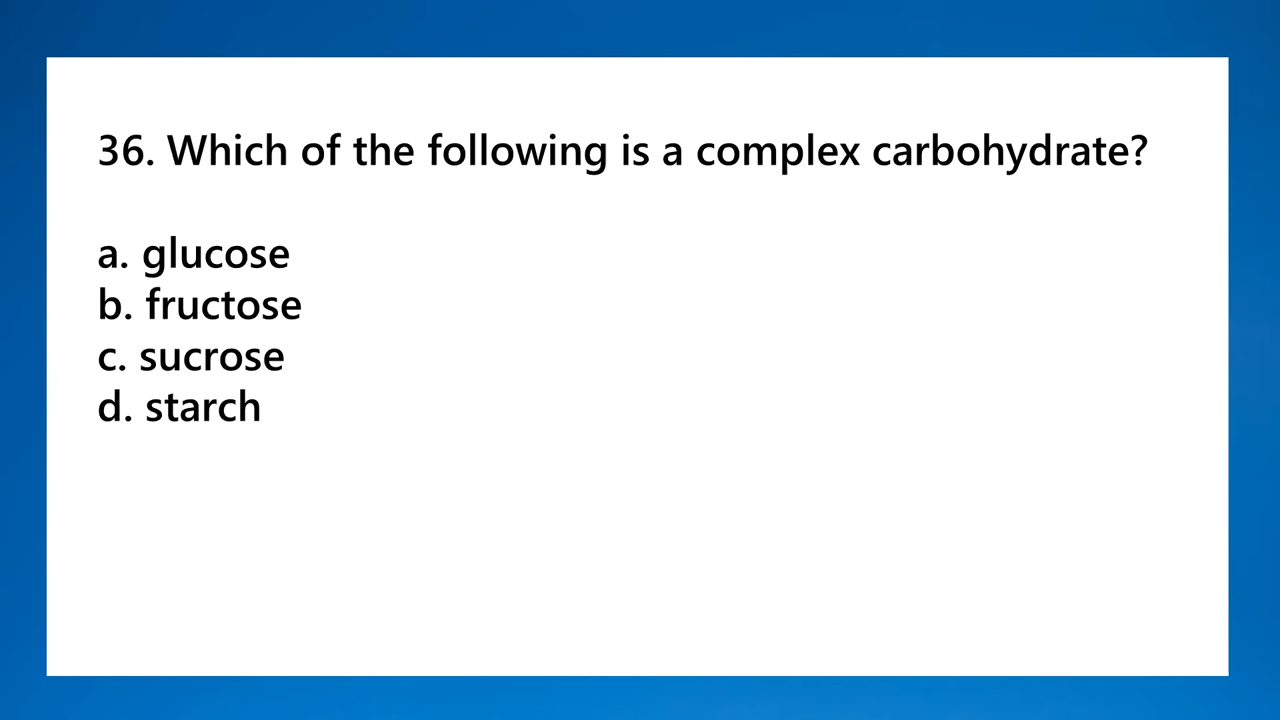 36. Which of the following is a complex carbohydrate?
a. glucose
b. fructose
c. sucrose
d. starch